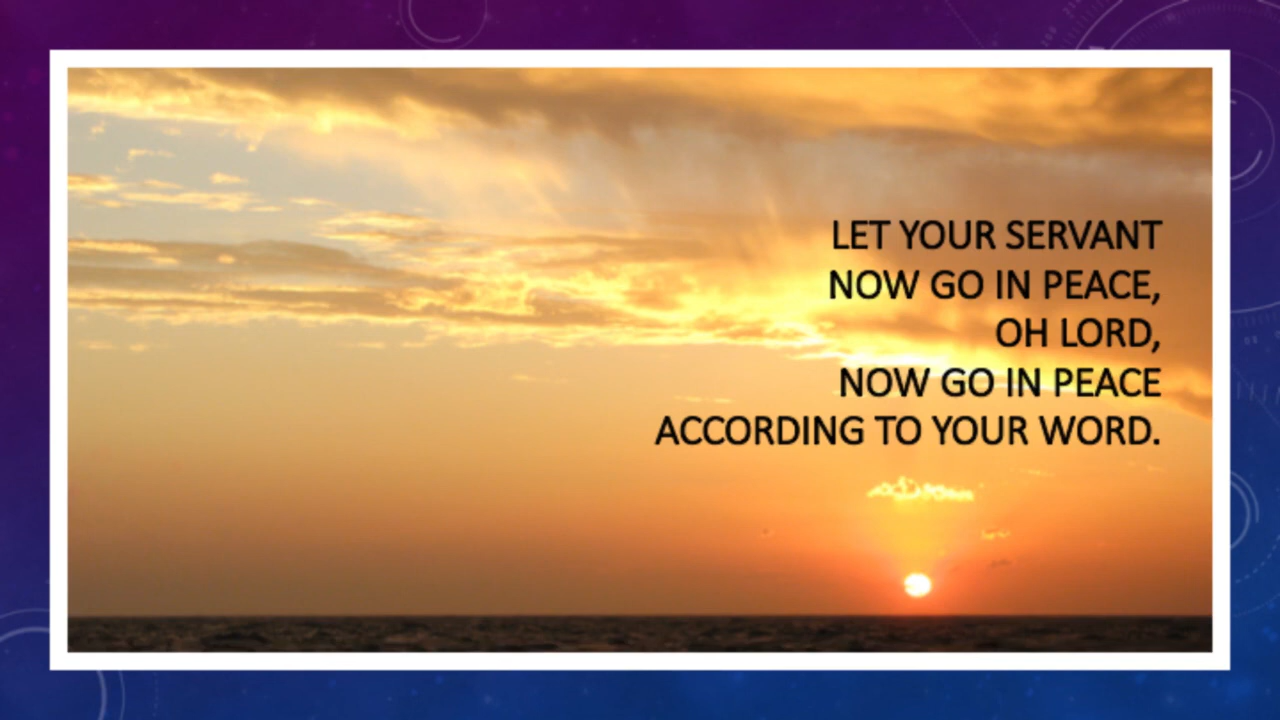 LET YOUR SERVANT
NOW GO IN PEACE,
OH LORD,
NOW GO IN PEACE
ACCORDING TO YOUR WORD.